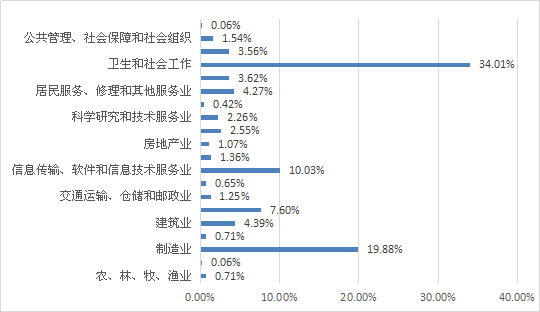 0.06%
公共管理、社会保障和社会组织 1.54%
3.56%
卫生和社会工作 34.01%
3.62%
居民服务、修理和其他服务业 4.27%
0.42%
科学研究和技术服务业 2.26%
2.55%
房地产业 1.07%
1.36%
信息传输、软件和信息技术服务业 10.03%
0.65%
交通运输、仓储和邮政业 1.25%
7.60%
建筑业 4.39%
0.71%
制造业 19.88%
0.06%
农、林、牧、渔业 0.71%
0.00% 10.00% 20.00% 30.00% 40.00%